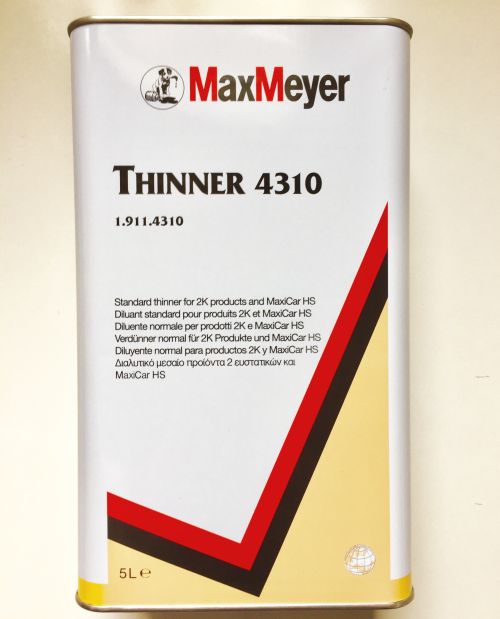 MaxMeyer
THINNER 4310
1.911.4310
Standard thinner for 2K products and MaxiCar HS
Diluant standard pour produits 2K et MaxiCar HS
Diluente normale per prodotti 2K e MaxiCar HS
Verdünner normal für 2K Produkte und MaxiCar HS
Diluyente normal para productos 2K y MaxiCar HS
Διαλυτικό μεσαίο προϊόντα 2 ευστατικών και
MaxiCar HS
5L e